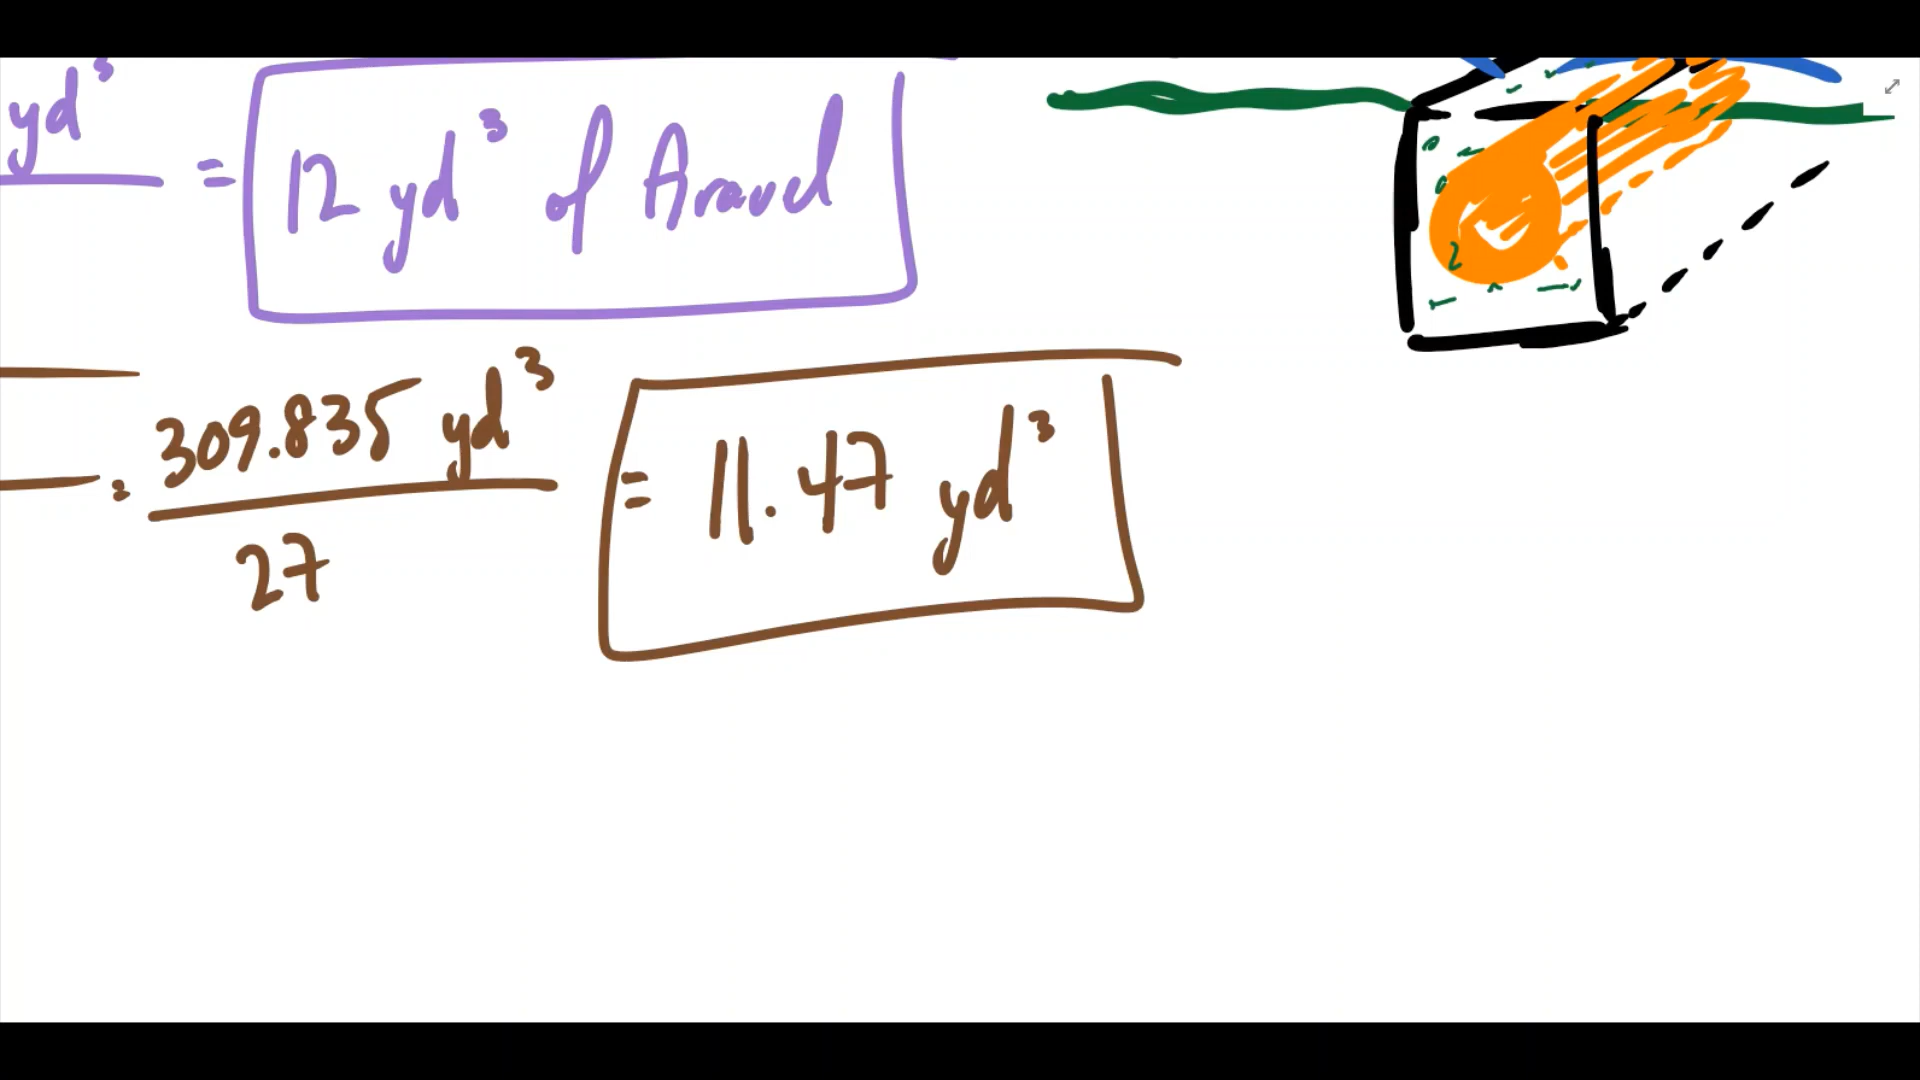 yd³
= 12 yd³ of Gravel
= 309.835 yd³
27
= 11.47 yd³